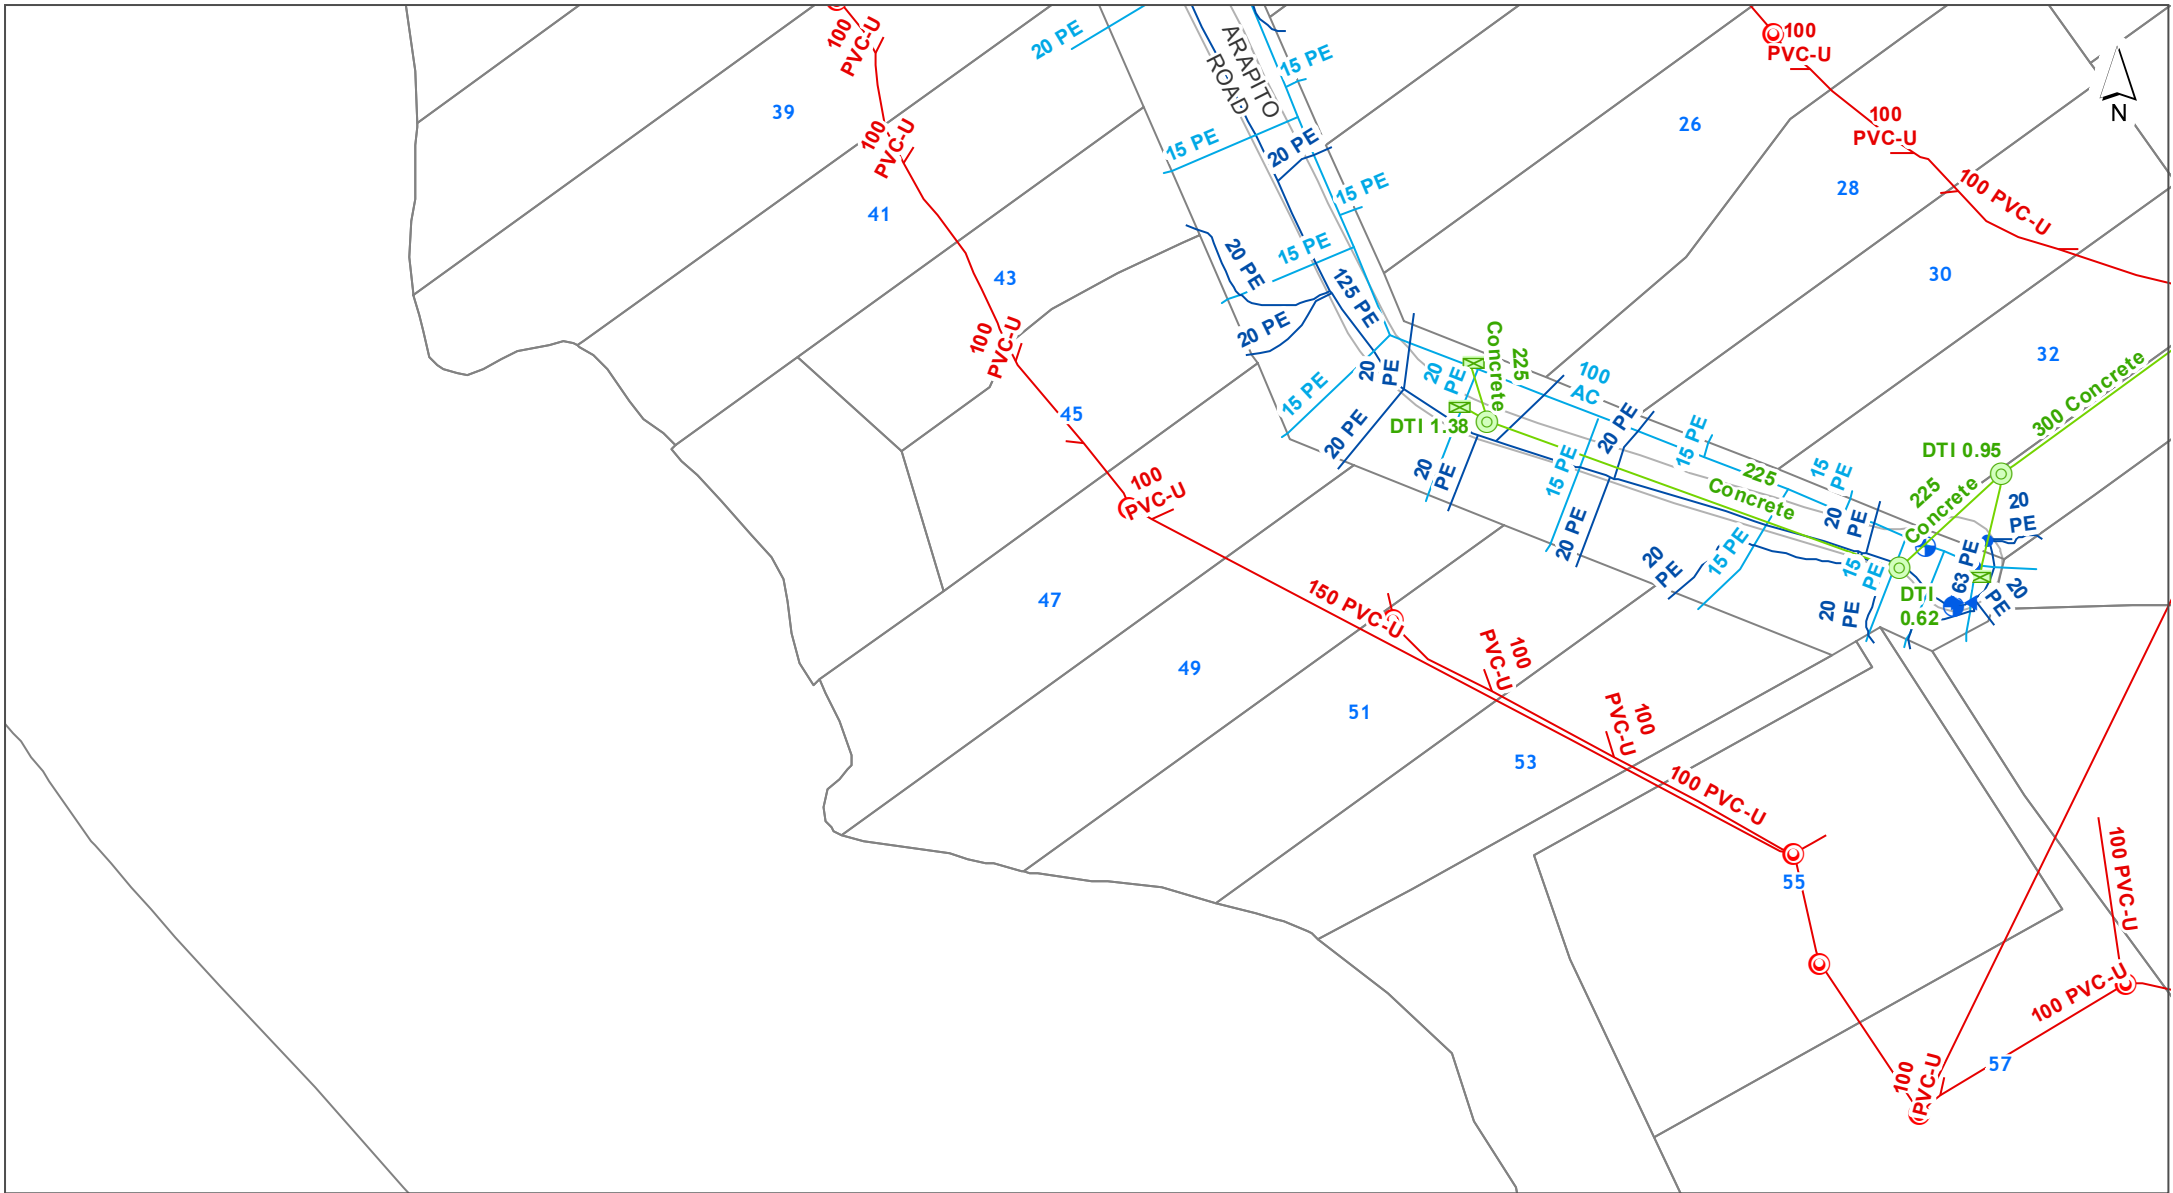 100
PVC-U
20 PE
ARAPITO
ROAD
15 PE
100
PVC-U
N
39
100
PVC-U
15 PE
20 PE
26
100
PVC-U
41
15 PE
28
100 PVC-U
43
20 PE
15 PE
125 PE
30
100
PVC-U
20 PE
20
PE
20
PE
225
Concrete
100
AC
32
300 Concrete
45
15 PE
20 PE
DTI 1.38
20 PE
15 PE
DTI 0.95
100
PVC-U
20
PE
15 PE
225
Concrete
15
PE
225
Concrete
20
PE
20 PE
20
PE
15 PE
20
PE
15
PE
63 PE
20
PE
47
150 PVC-U
20
PE
DTI
0.62
49
100
PVC-U
51
100
PVC-U
53
100 PVC-U
55
100 PVC-U
100 PVC-U
57
100
PVC-U